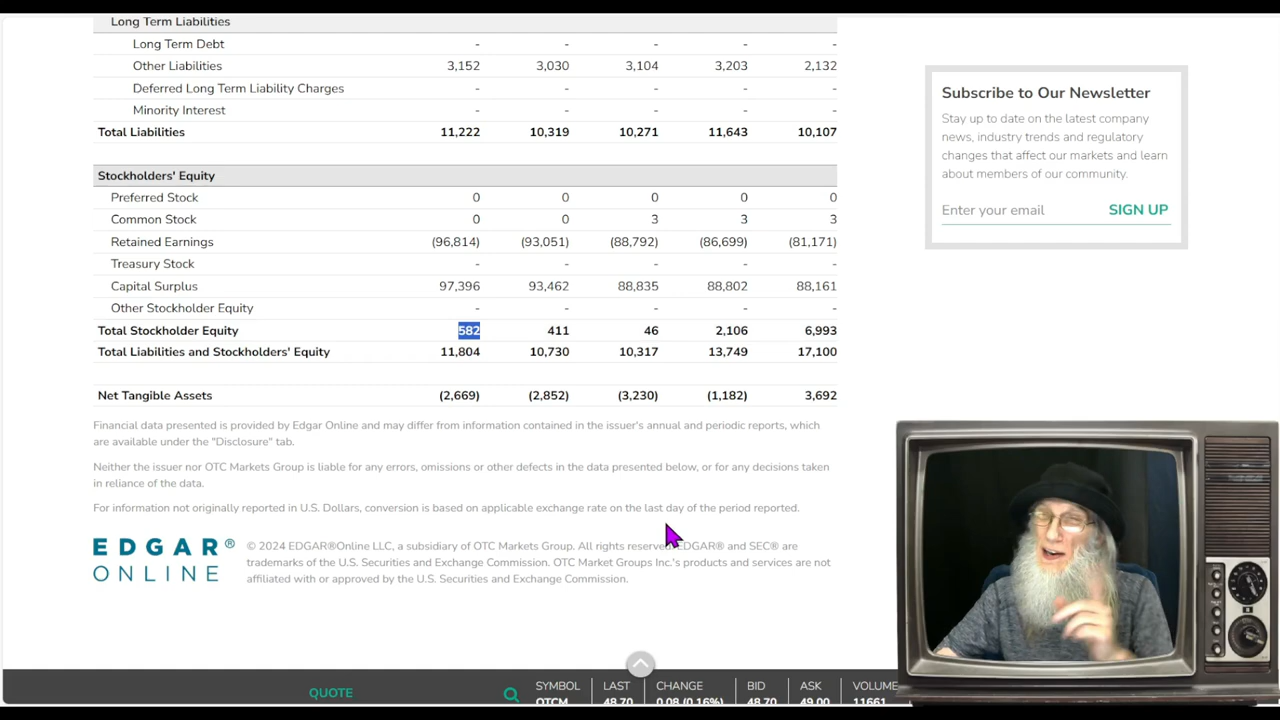 Long Term Liabilities
Long Term Debt - - - - -
Other Liabilities 3,152 3,030 3,104 3,203 2,132
Deferred Long Term Liability Charges - - - - -
Minority Interest - - - - -
Total Liabilities 11,222 10,319 10,271 11,643 10,107
Stockholders' Equity
Preferred Stock 0 0 0 0 0
Common Stock 0 0 3 3 3
Retained Earnings (96,814) (93,051) (88,792) (86,699) (81,171)
Treasury Stock - - - - -
Capital Surplus 97,396 93,462 88,835 88,802 88,161
Other Stockholder Equity - - - - -
Total Stockholder Equity 582 411 46 2,106 6,993
Total Liabilities and Stockholders' Equity 11,804 10,730 10,317 13,749 17,100
Net Tangible Assets (2,669) (2,852) (3,230) (1,182) 3,692
Financial data presented is provided by Edgar Online and may differ from information contained in the issuer's annual and periodic reports, which
are available under the "Disclosure" tab.
Neither the issuer nor OTC Markets Group is liable for any errors, omissions or other defects in the data presented below, or for any decisions taken
in reliance of the data.
For information not originally reported in U.S. Dollars, conversion is based on applicable exchange rate on the last day of the period reported.
EDGAR®
ONLINE
© 2024 EDGAR®Online LLC, a subsidiary of OTC Markets Group. All rights reserved. EDGAR® and SEC® are
trademarks of the U.S. Securities and Exchange Commission. OTC Market Groups Inc.'s products and services are not
affiliated with or approved by the U.S. Securities and Exchange Commission.
Subscribe to Our Newsletter
Stay up to date on the latest company
news, industry trends and regulatory
changes that affect our markets and learn
about members of our community.
Enter your email SIGN UP
QUOTE
SYMBOL LAST CHANGE BID ASK VOLUME
OTCM 48.70 0.08 (0.16%) 48.70 49.00 11661